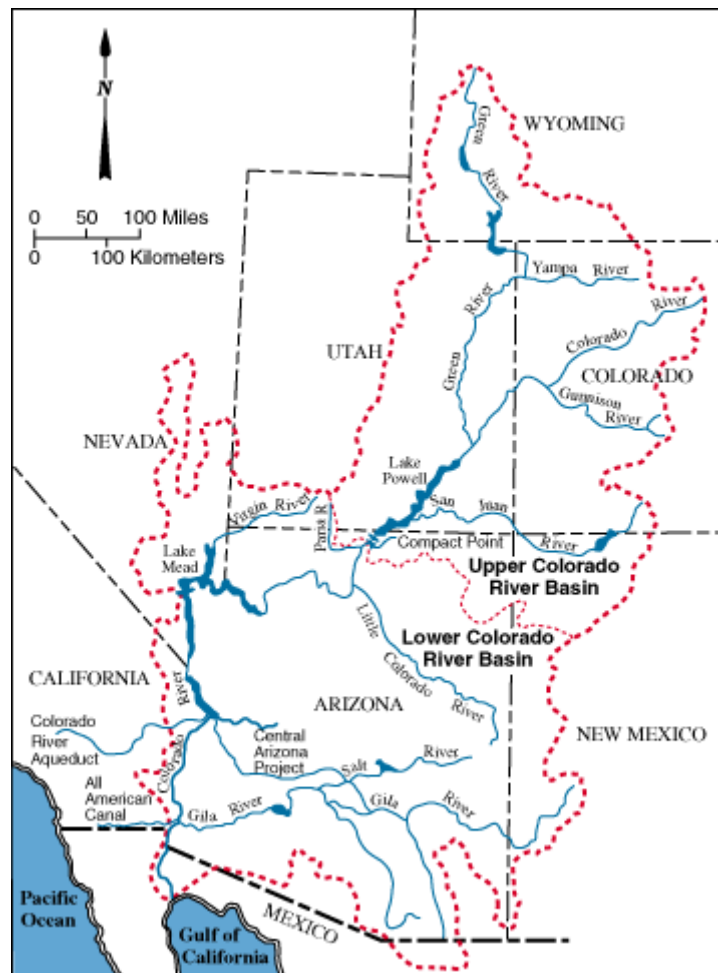 N
0 50 100 Miles
0 100 Kilometers
WYOMING
Green
River
Yampa River
River
Colorado
COLORADO
Gunnison
River
UTAH
Green
River
NEVADA
Lake
Powell
San Juan
River
Virgin River
Paria R
Compact Point
Lake
Mead
Upper Colorado
River Basin
Lower Colorado
River Basin
Little
Colorado
River
CALIFORNIA
River
Colorado
ARIZONA
NEW MEXICO
Colorado
River
Aqueduct
Central
Arizona
Project
Salt River
All
American
Canal
Gila River
Gila River
MEXICO
Pacific
Ocean
Gulf of
California